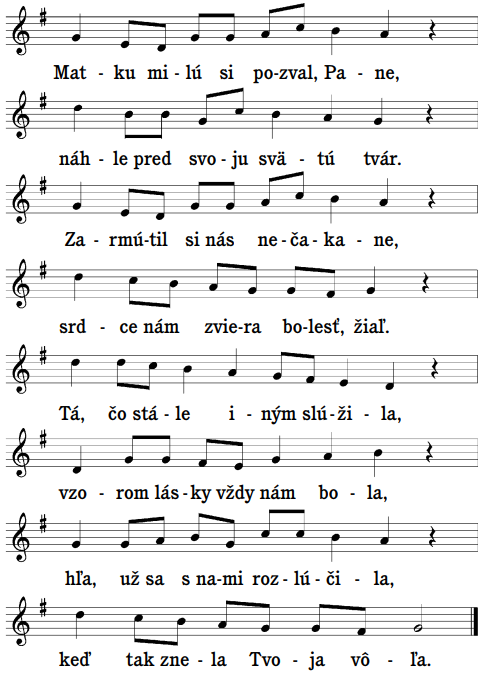 Mat - ku mi - lú si po-zval, Pa - ne,
náh - le pred svo - ju svä - tú tvár.
Za - rmú-til si nás ne-ča-ka - ne,
srd - ce nám zvie-ra bo-lesť, žiaľ.
Tá, čo stá - le i - ným slú-ži - la,
vzo - rom lás-ky vždy nám bo - la,
hľa, už sa s na-mi roz-lú-či - la,
keď tak zne - la Tvo - ja vô - ľa.